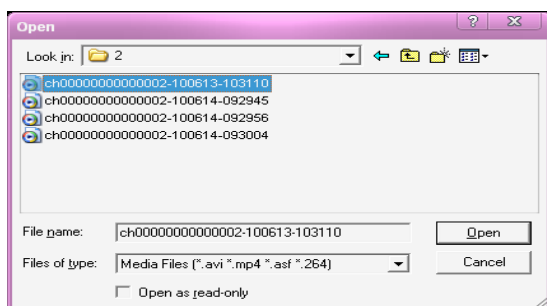 Open
Look in: 2
ch00000000000002-100613-103110
ch00000000000002-100614-092945
ch00000000000002-100614-092956
ch00000000000002-100614-093004
File name: ch00000000000002-100613-103110 Open
Files of type: Media Files (*.avi *.mp4 *.asf *.264) Cancel
Open as read-only